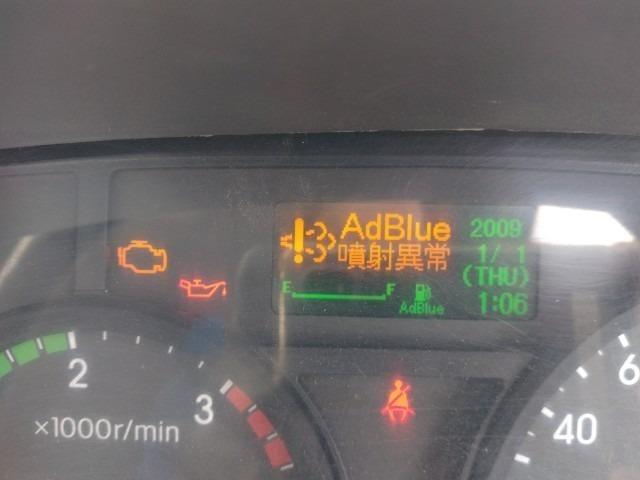 AdBlue 2009
噴射異常 1/ 1
(THU)
E F AdBlue 1:06
2 3
×1000r/min
40 6